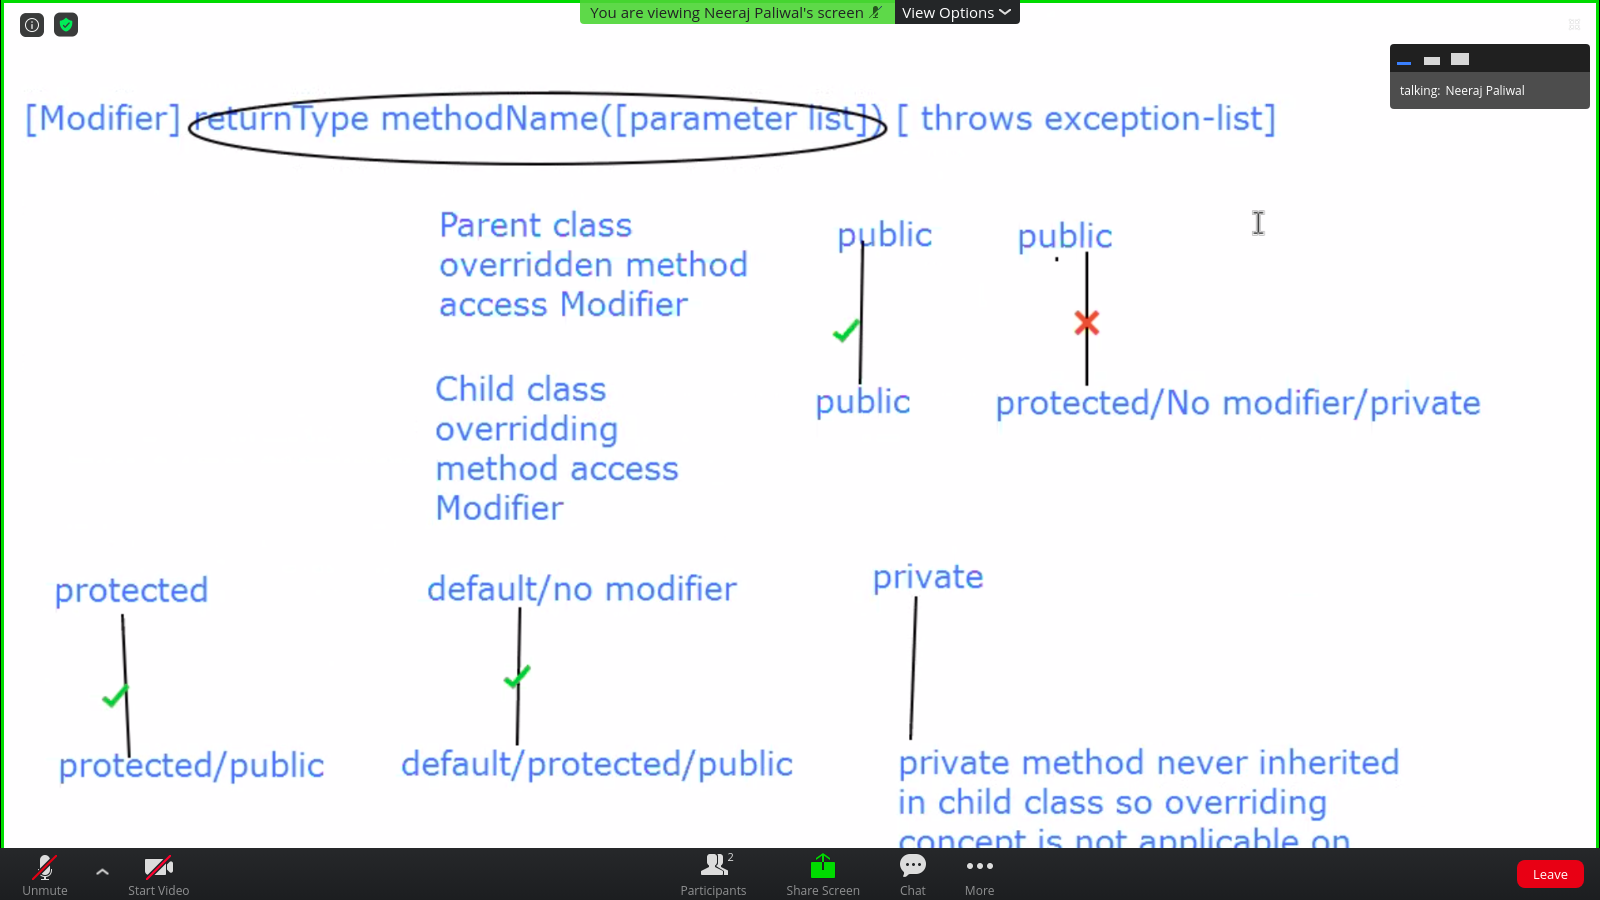 You are viewing Neeraj Paliwal's screen View Options
talking: Neeraj Paliwal
[Modifier] returnType methodName([parameter list]) [ throws exception-list]
Parent class
overridden method
access Modifier
public
public
public
protected/No modifier/private
Child class
overridding
method access
Modifier
protected
default/no modifier
private
protected/public
default/protected/public
private method never inherited
in child class so overriding
concept is not applicable on
Unmute
Start Video
Participants
2
Share Screen
Chat
More
Leave